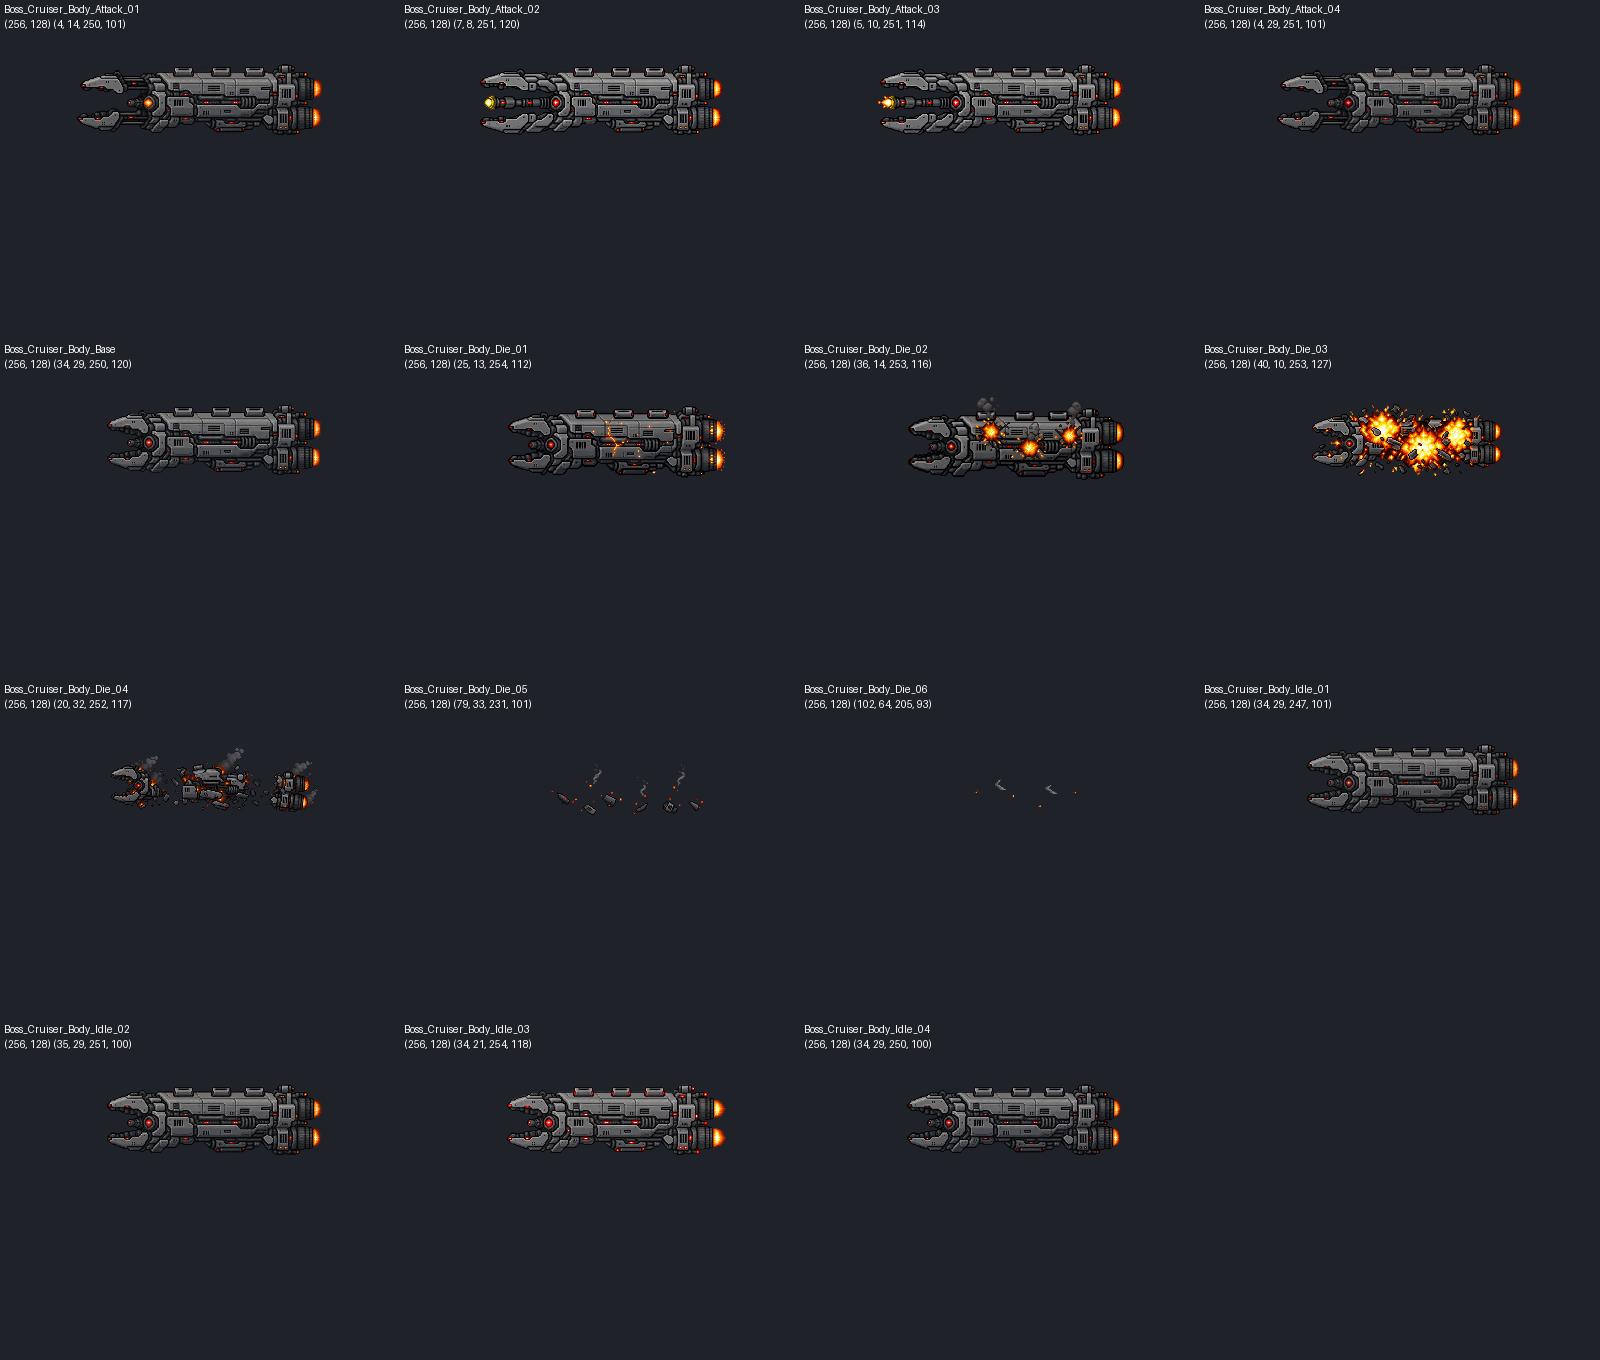 Boss_Cruiser_Body_Attack_01
(256, 128) (4, 14, 250, 101)
Boss_Cruiser_Body_Attack_02
(256, 128) (7, 8, 251, 120)
Boss_Cruiser_Body_Attack_03
(256, 128) (5, 10, 251, 114)
Boss_Cruiser_Body_Attack_04
(256, 128) (4, 29, 251, 101)
Boss_Cruiser_Body_Base
(256, 128) (34, 29, 250, 120)
Boss_Cruiser_Body_Die_01
(256, 128) (25, 13, 254, 112)
Boss_Cruiser_Body_Die_02
(256, 128) (36, 14, 253, 116)
Boss_Cruiser_Body_Die_03
(256, 128) (40, 10, 253, 127)
Boss_Cruiser_Body_Die_04
(256, 128) (20, 32, 252, 117)
Boss_Cruiser_Body_Die_05
(256, 128) (79, 33, 231, 101)
Boss_Cruiser_Body_Die_06
(256, 128) (102, 64, 205, 93)
Boss_Cruiser_Body_Idle_01
(256, 128) (34, 29, 247, 101)
Boss_Cruiser_Body_Idle_02
(256, 128) (35, 29, 251, 100)
Boss_Cruiser_Body_Idle_03
(256, 128) (34, 21, 254, 118)
Boss_Cruiser_Body_Idle_04
(256, 128) (34, 29, 250, 100)